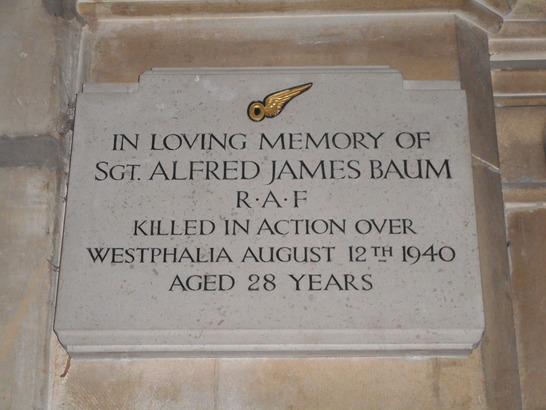 IN LOVING MEMORY OF
SGT. ALFRED JAMES BAUM
R·A·F
KILLED IN ACTION OVER
WESTPHALIA AUGUST 12TH 1940
AGED 28 YEARS